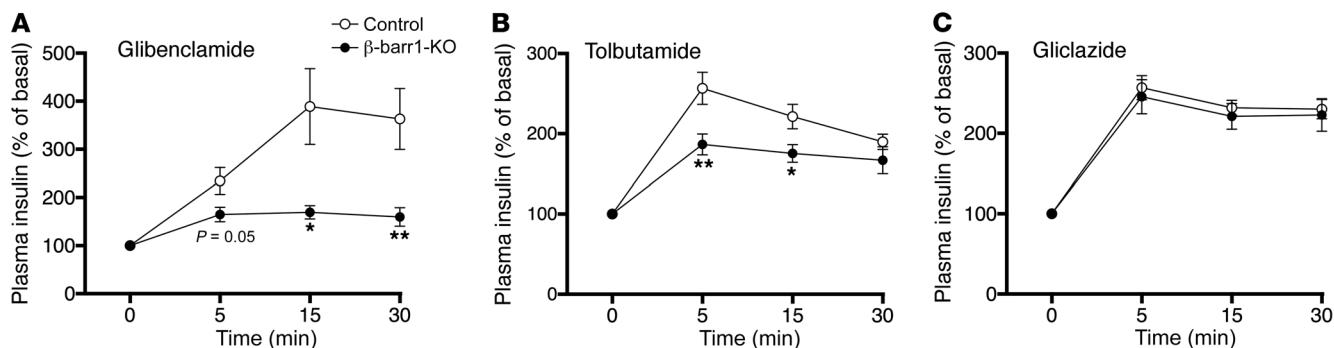 A
Glibenclamide
Control
β-barr1-KO
Plasma insulin (% of basal)
500
400
300
200
100
0
P = 0.05
*
**
0 5 15 30
Time (min)
B
Tolbutamide
Plasma insulin (% of basal)
300
200
100
0
**
*
0 5 15 30
Time (min)
C
Gliclazide
Plasma insulin (% of basal)
300
200
100
0
0 5 15 30
Time (min)